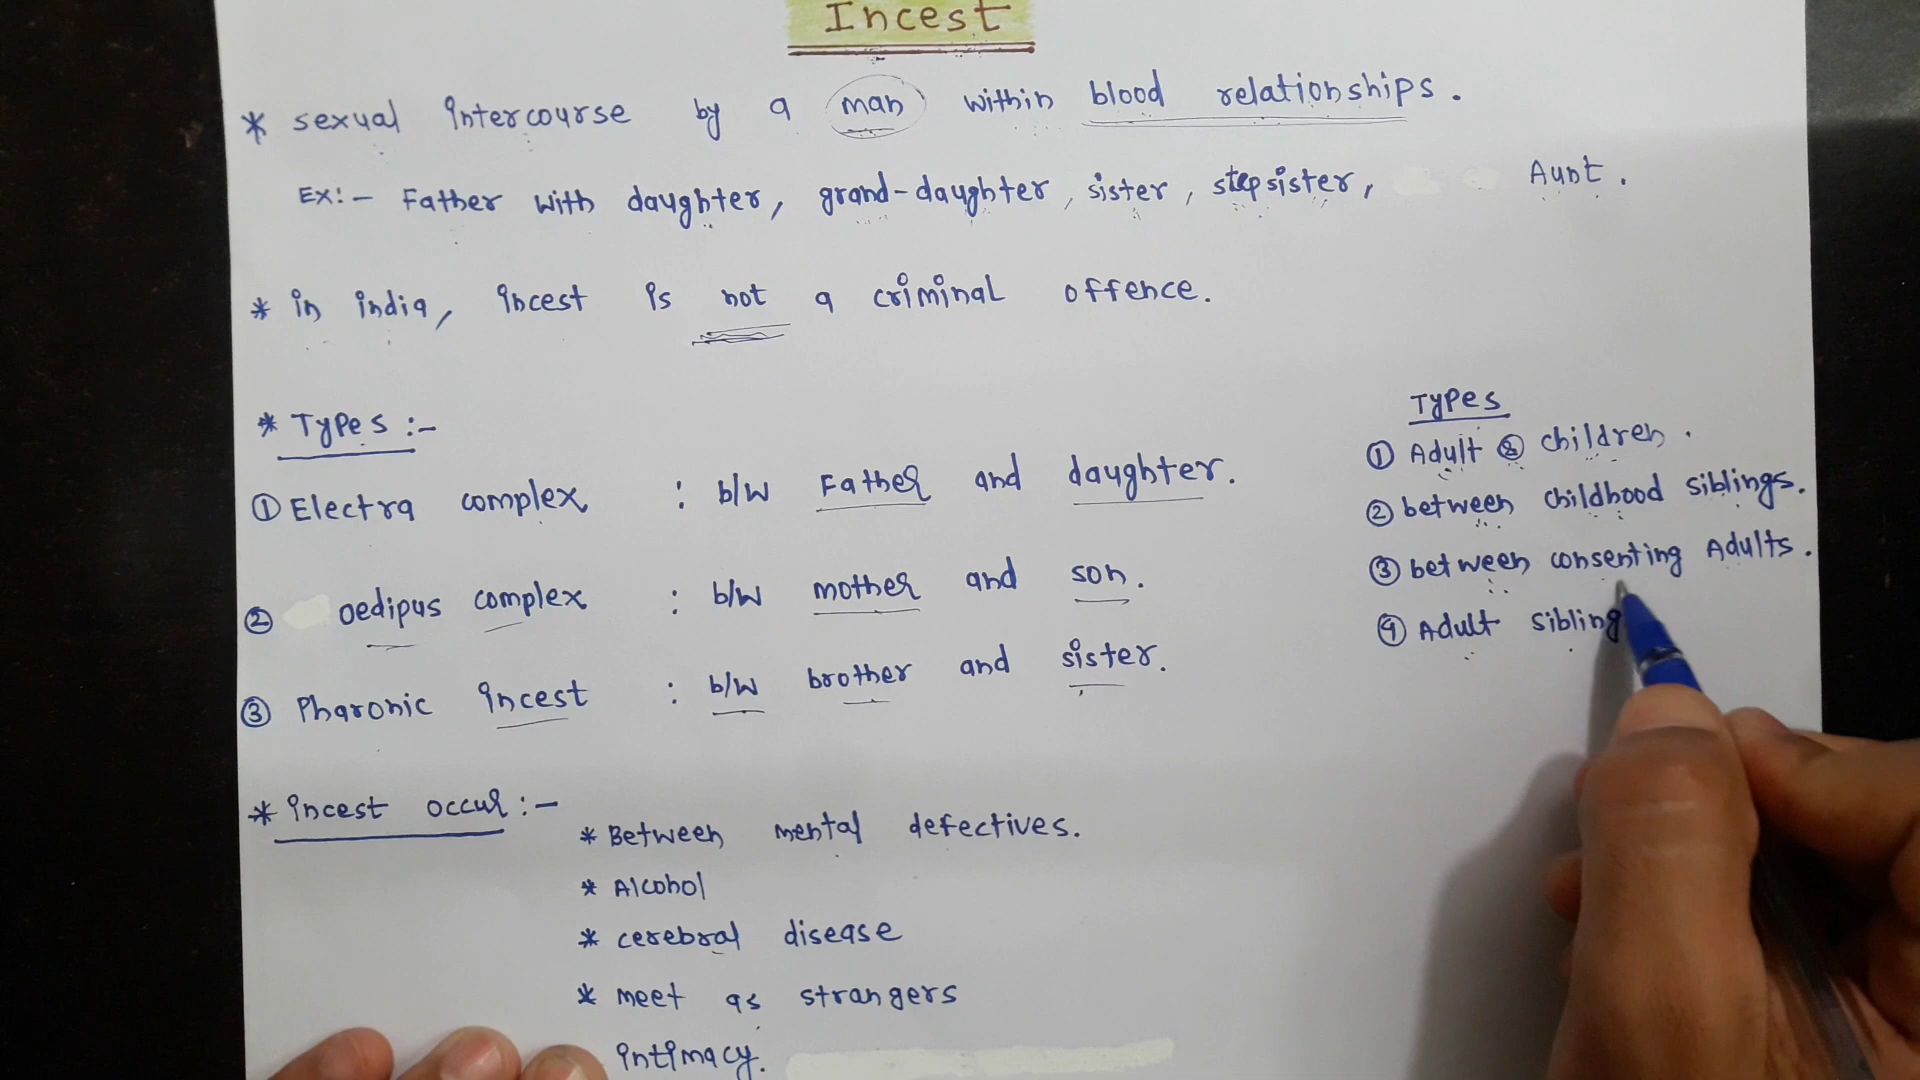 Incest
* sexual intercourse by a man within blood relationships.
Ex:- Father with daughter, grand-daughter, sister, stepsister, Aunt.
* in india, incest is not a criminal offence.
* Types :-
① Electra complex : b/w Father and daughter.
② oedipus complex : b/w mother and son.
③ Pharonic incest : b/w brother and sister.
* incest occur :-
* Between mental defectives.
* Alcohol
* cerebral disease
* meet as strangers
intimacy.
Types
① Adult & children.
② between childhood siblings.
③ between consenting Adults.
④ Adult sibling